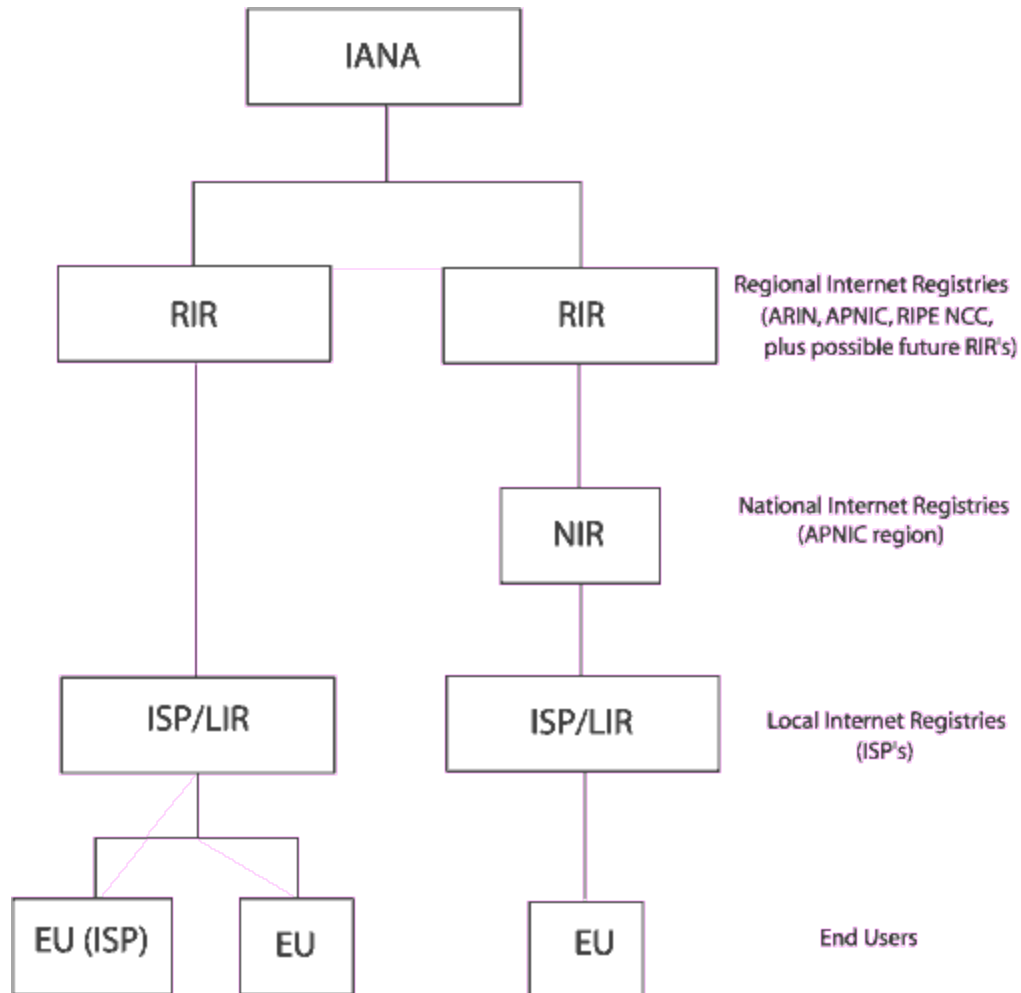 IANA
RIR
RIR
Regional Internet Registries
(ARIN, APNIC, RIPE NCC,
plus possible future RIR's)
NIR
National Internet Registries
(APNIC region)
ISP/LIR
ISP/LIR
Local Internet Registries
(ISP's)
EU (ISP)
EU
EU
End Users